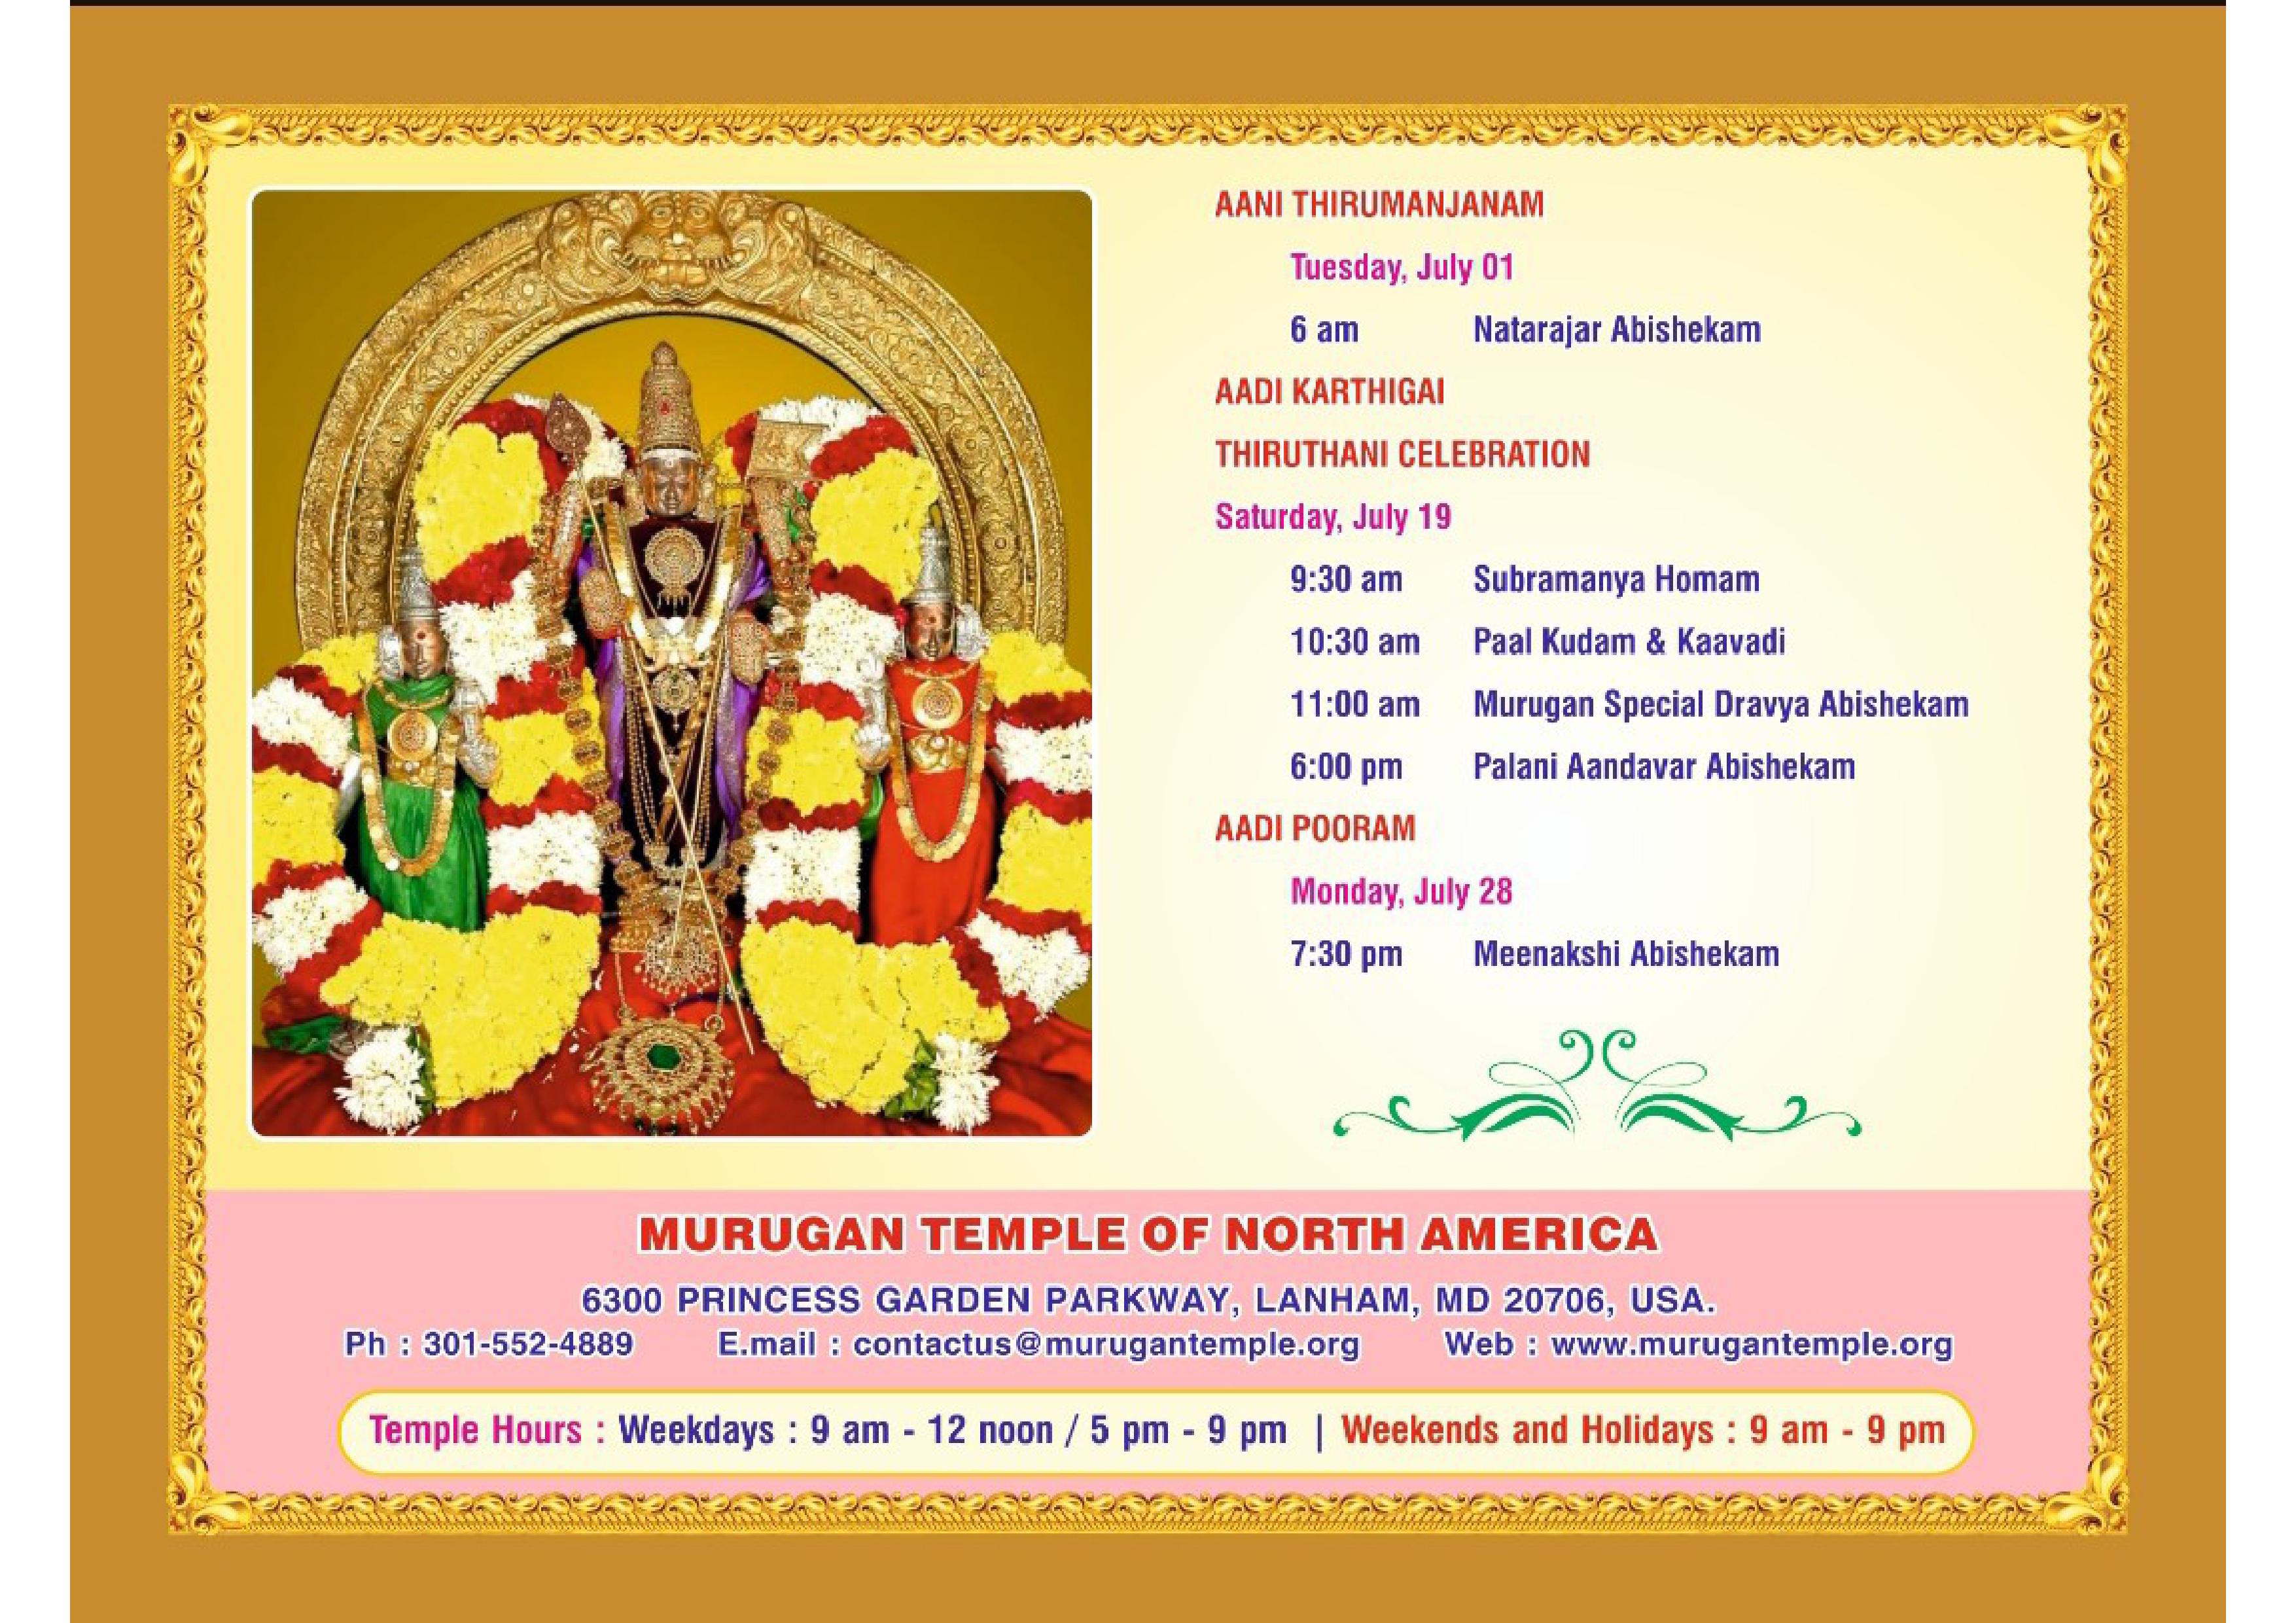 AANI THIRUMANJANAM
Tuesday, July 01
6 am Natarajar Abishekam
AADI KARTHIGAI
THIRUTHANI CELEBRATION
Saturday, July 19
9:30 am Subramanya Homam
10:30 am Paal Kudam & Kaavadi
11:00 am Murugan Special Dravya Abishekam
6:00 pm Palani Aandavar Abishekam
AADI POORAM
Monday, July 28
7:30 pm Meenakshi Abishekam
MURUGAN TEMPLE OF NORTH AMERICA
6300 PRINCESS GARDEN PARKWAY, LANHAM, MD 20706, USA.
Ph : 301-552-4889 E.mail : contactus@murugantemple.org Web : www.murugantemple.org
Temple Hours : Weekdays : 9 am - 12 noon / 5 pm - 9 pm | Weekends and Holidays : 9 am - 9 pm